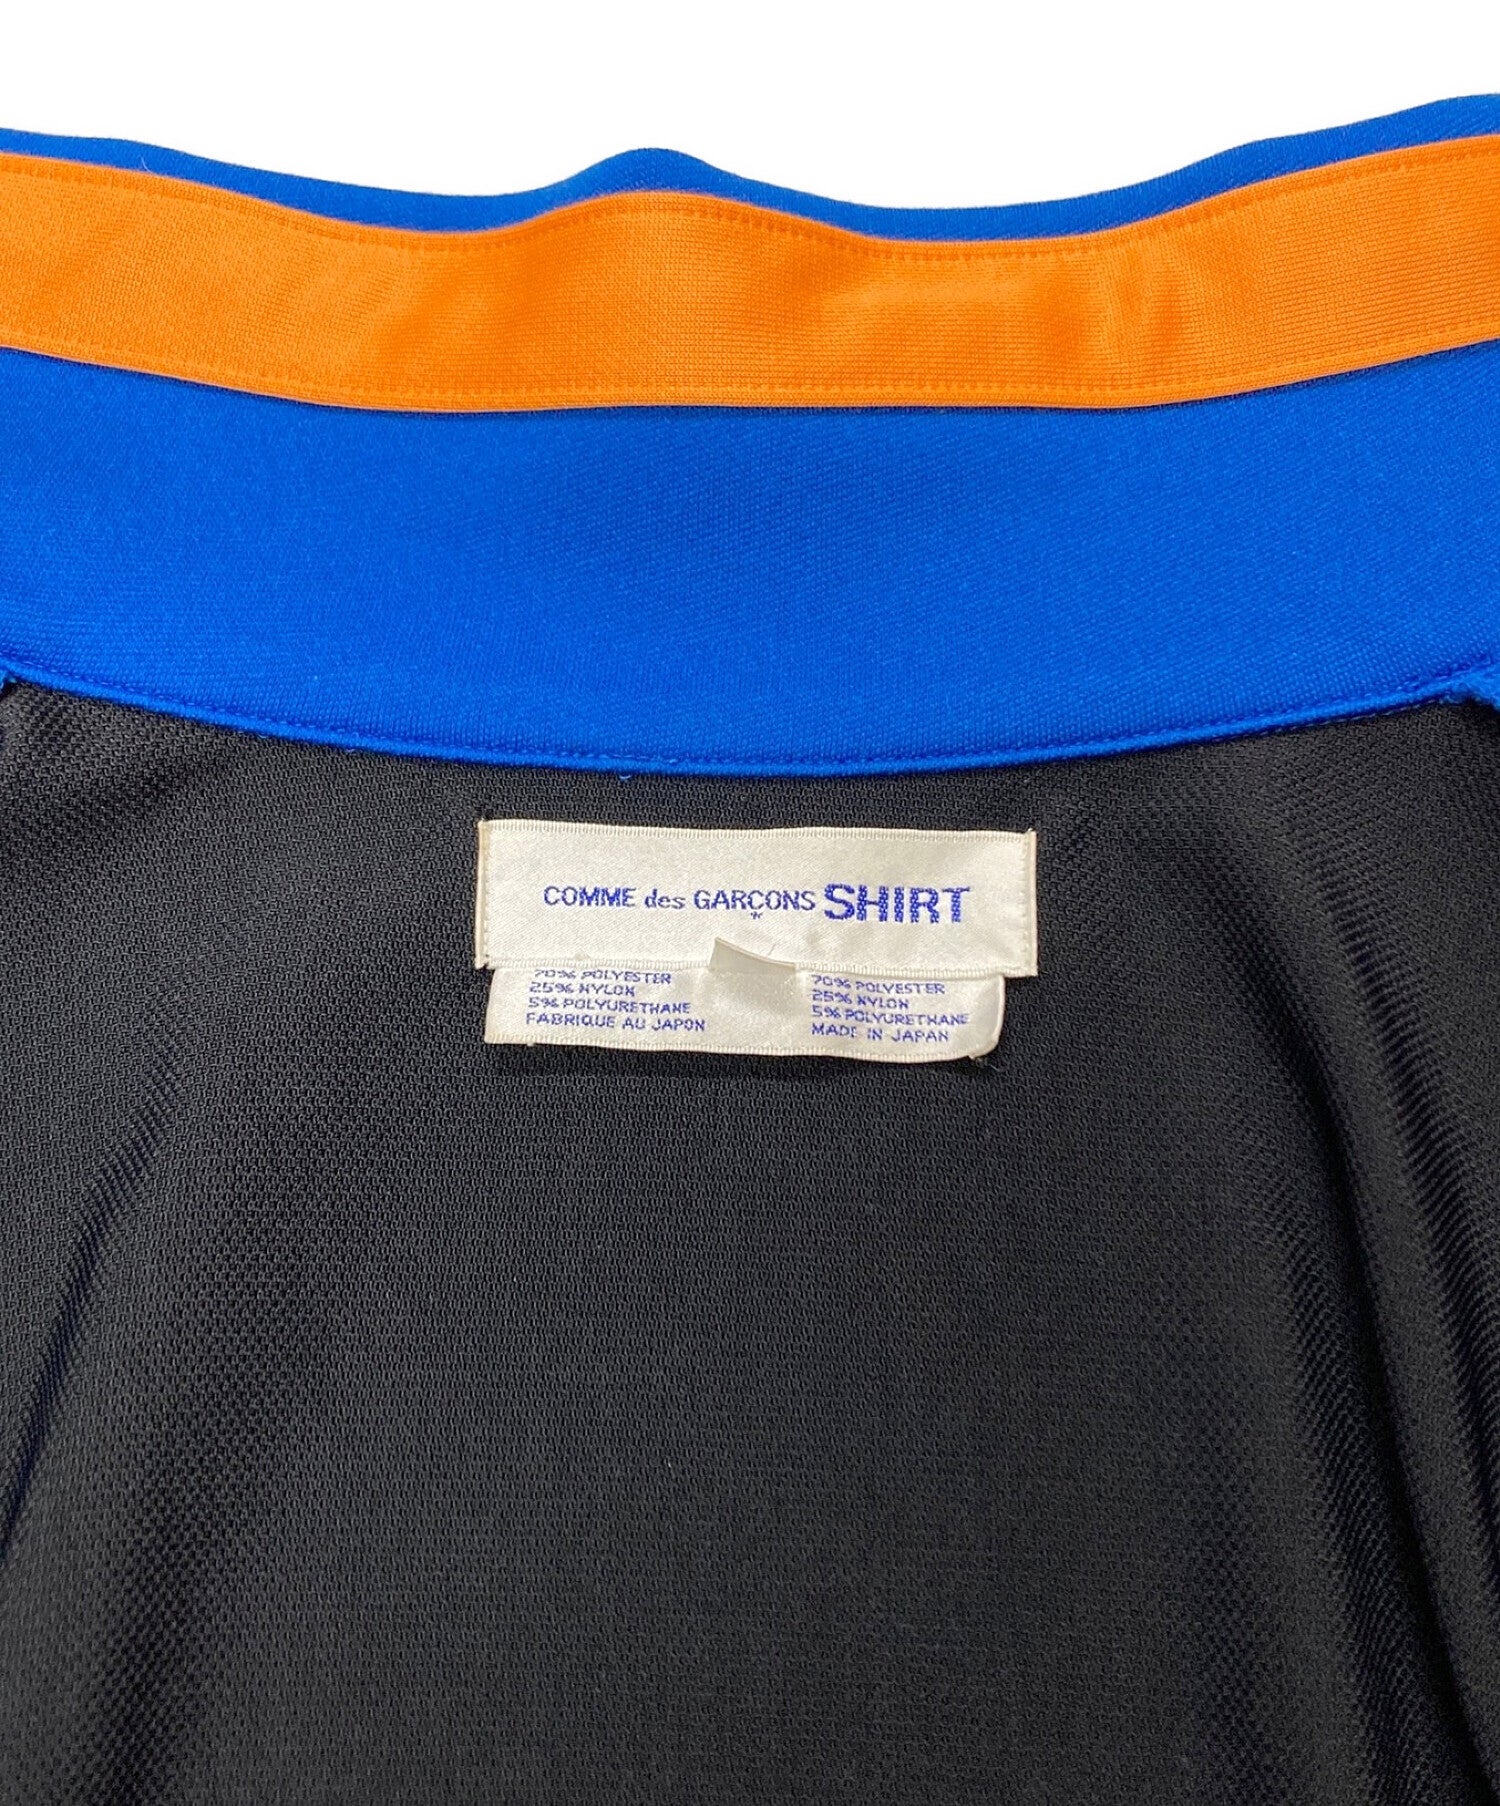 COMME des GARÇONS SHIRT
*
70% POLYESTER
25% NYLON
5% POLYURETHANE
FABRIQUE AU JAPON
70% POLYESTER
25% NYLON
5% POLYURETHANE
MADE IN JAPAN